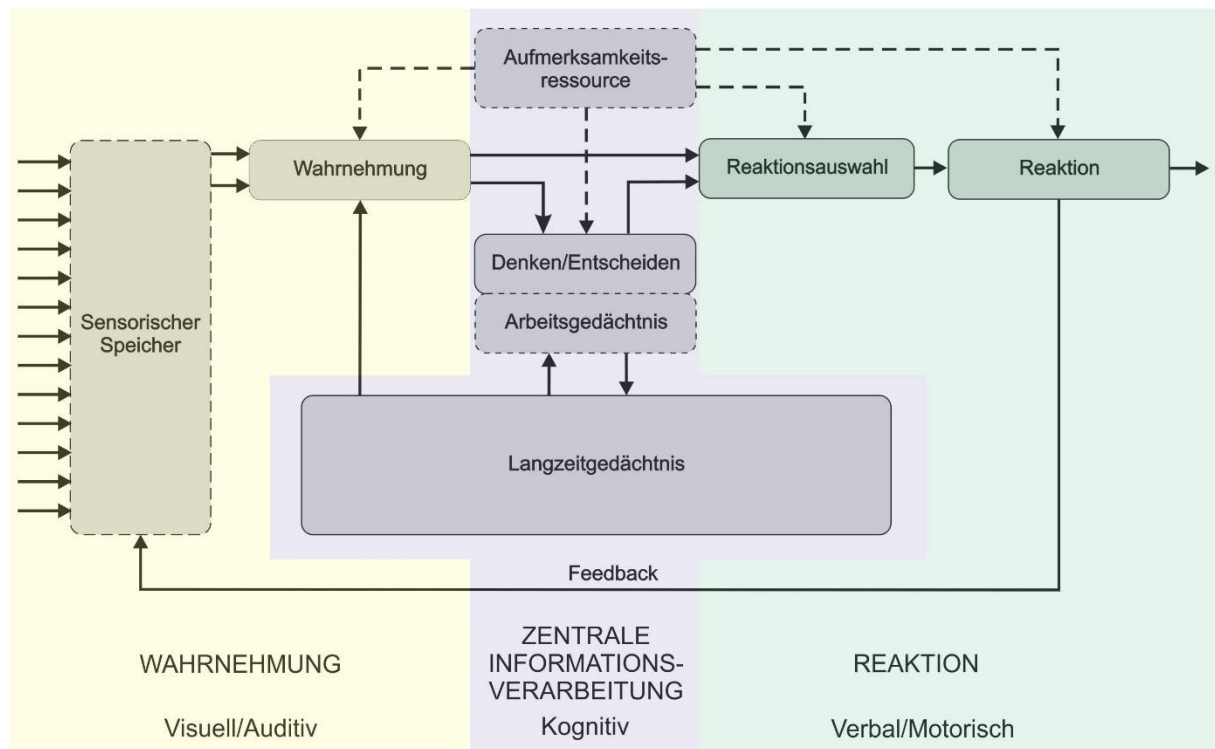 Aufmerksamkeits-
ressource
Wahrnehmung
Reaktionsauswahl
Reaktion
Denken/Entscheiden
Arbeitsgedächtnis
Sensorischer
Speicher
Langzeitgedächtnis
Feedback
WAHRNEHMUNG
Visuell/Auditiv
ZENTRALE
INFORMATIONS-
VERARBEITUNG
Kognitiv
REAKTION
Verbal/Motorisch